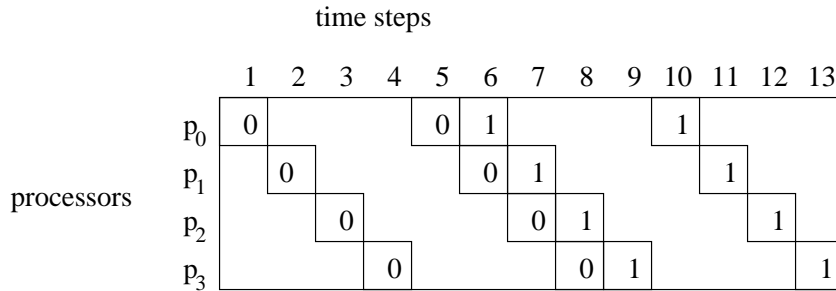 time steps
1 2 3 4 5 6 7 8 9 10 11 12 13
p0 0 0 1 1
p1 0 0 1 1
processors
p2 0 0 1 1
p3 0 0 1 1